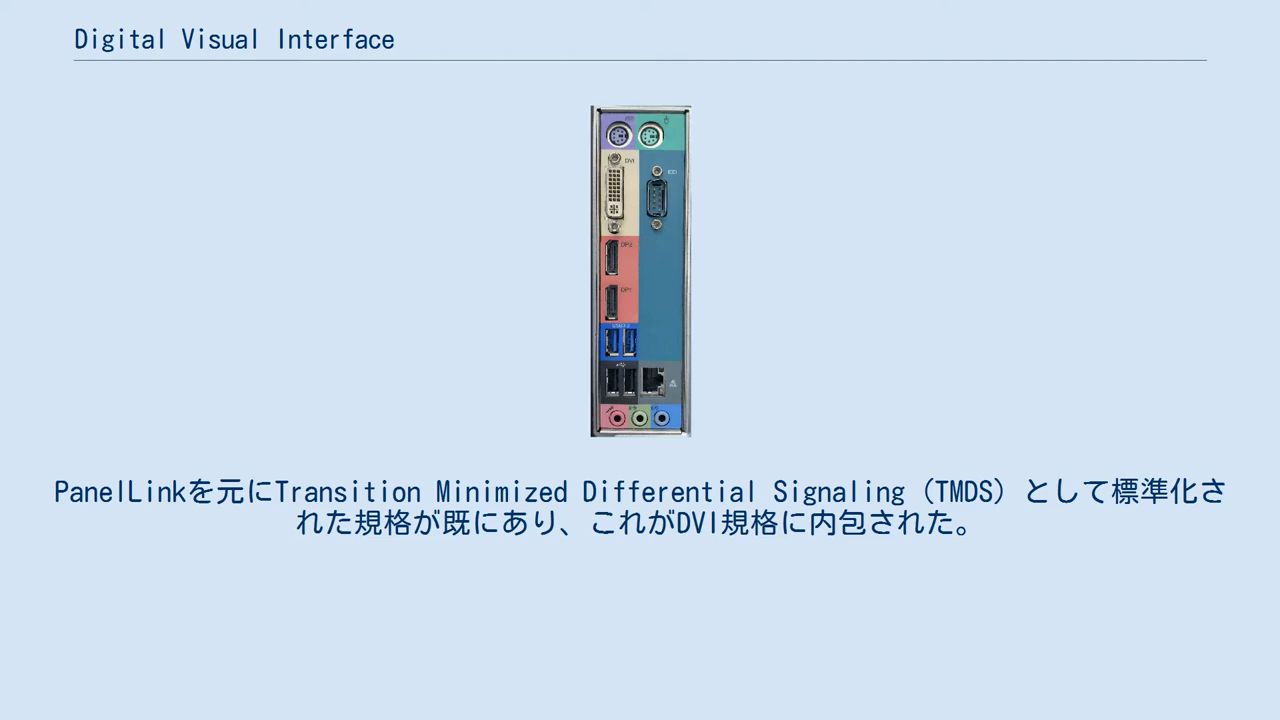 Digital Visual Interface
DVI
DP2
DP1
PanelLinkを元にTransition Minimized Differential Signaling（TMDS）として標準化さ
れた規格が既にあり、これがDVI規格に内包された。